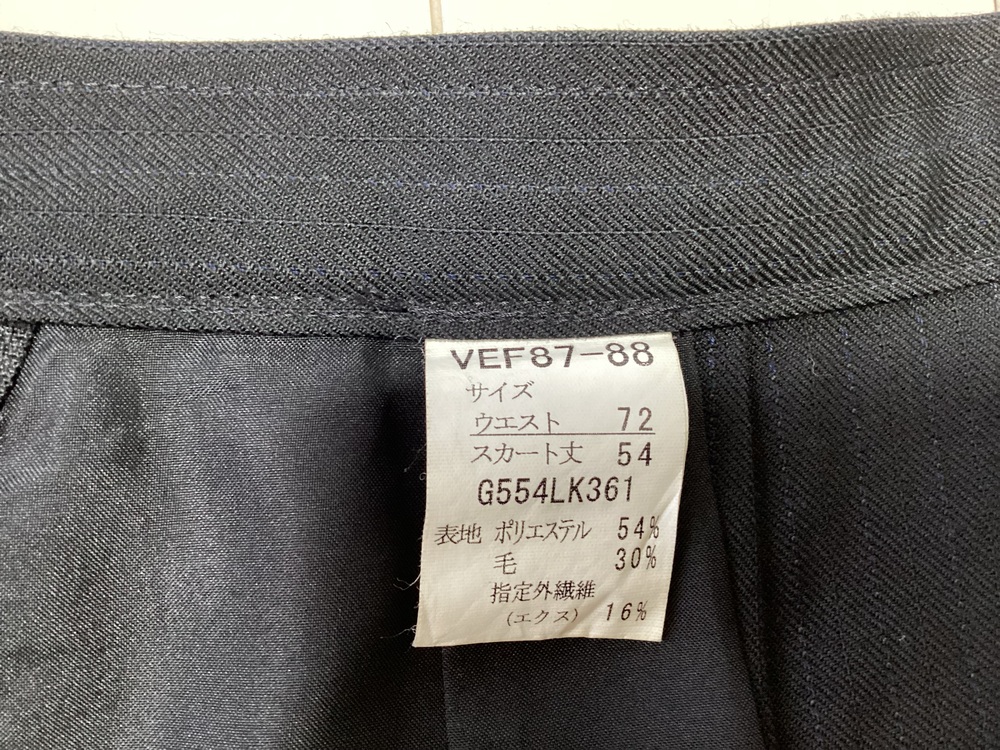 VEF87-88
サイズ
ウエスト 72
スカート丈 54
G554LK361
表地 ポリエステル 54%
毛 30%
指定外繊維
(エクス) 16%